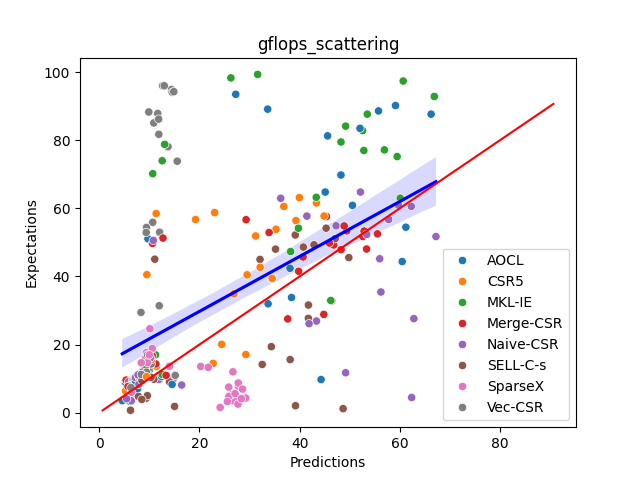 gflops_scattering
Expectations
100
80
60
40
20
0
0 20 40 60 80
Predictions
AOCL
CSR5
MKL-IE
Merge-CSR
Naive-CSR
SELL-C-s
SparseX
Vec-CSR